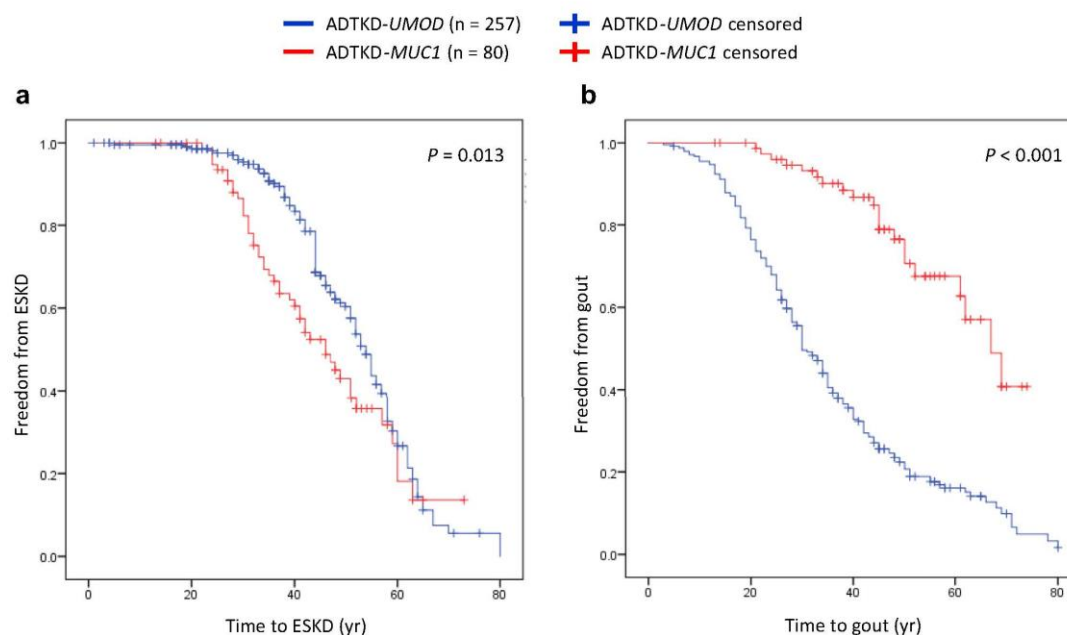 ADTKD-UMOD (n = 257)
ADTKD-UMOD censored
ADTKD-MUC1 (n = 80)
ADTKD-MUC1 censored
a
b
P = 0.013
P < 0.001
Freedom from ESKD
1.0
0.8
0.6
0.4
0.2
0.0
0
20
40
60
80
Time to ESKD (yr)
Freedom from gout
1.0
0.8
0.6
0.4
0.2
0.0
0
20
40
60
80
Time to gout (yr)